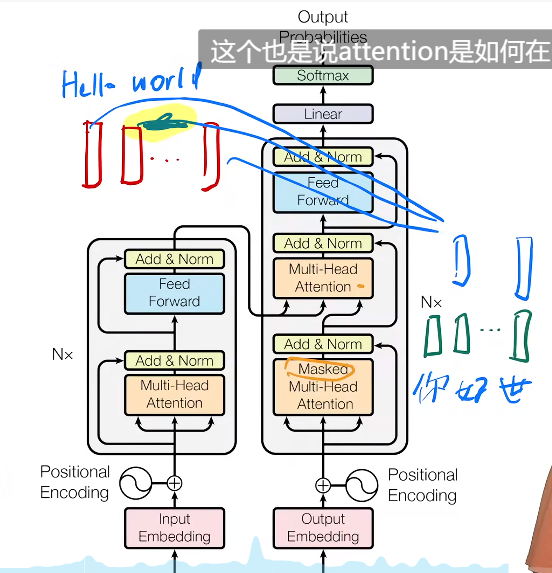 Output
Probabilities
这个也是说attention是如何在
Softmax
Hello world
Linear
Add & Norm
Feed
Forward
Add & Norm
Multi-Head
Attention
Add & Norm
Feed
Forward
Nx
Nx
Add & Norm
Multi-Head
Attention
Add & Norm
Masked
Multi-Head
Attention
你好世
Positional
Encoding
Positional
Encoding
Input
Embedding
Output
Embedding